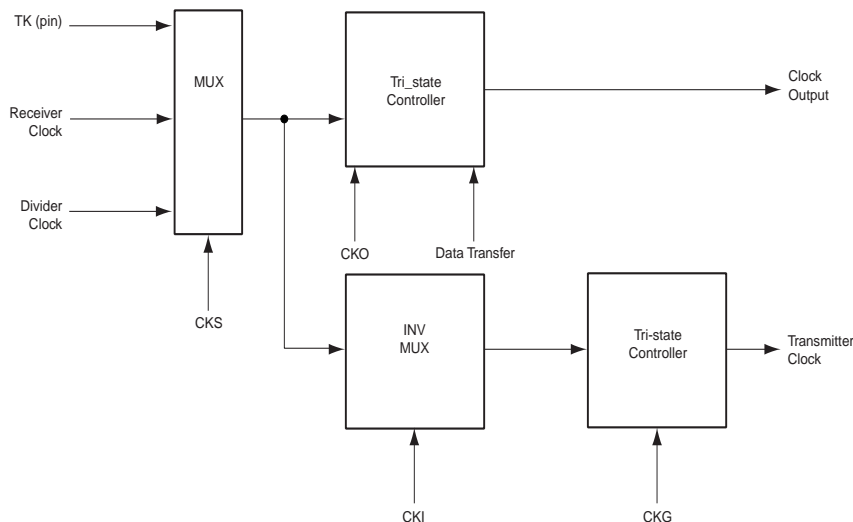 TK (pin)
MUX
Tri_state
Controller
Clock
Output
Receiver
Clock
Divider
Clock
CKO
Data Transfer
CKS
INV
MUX
Tri-state
Controller
Transmitter
Clock
CKI
CKG